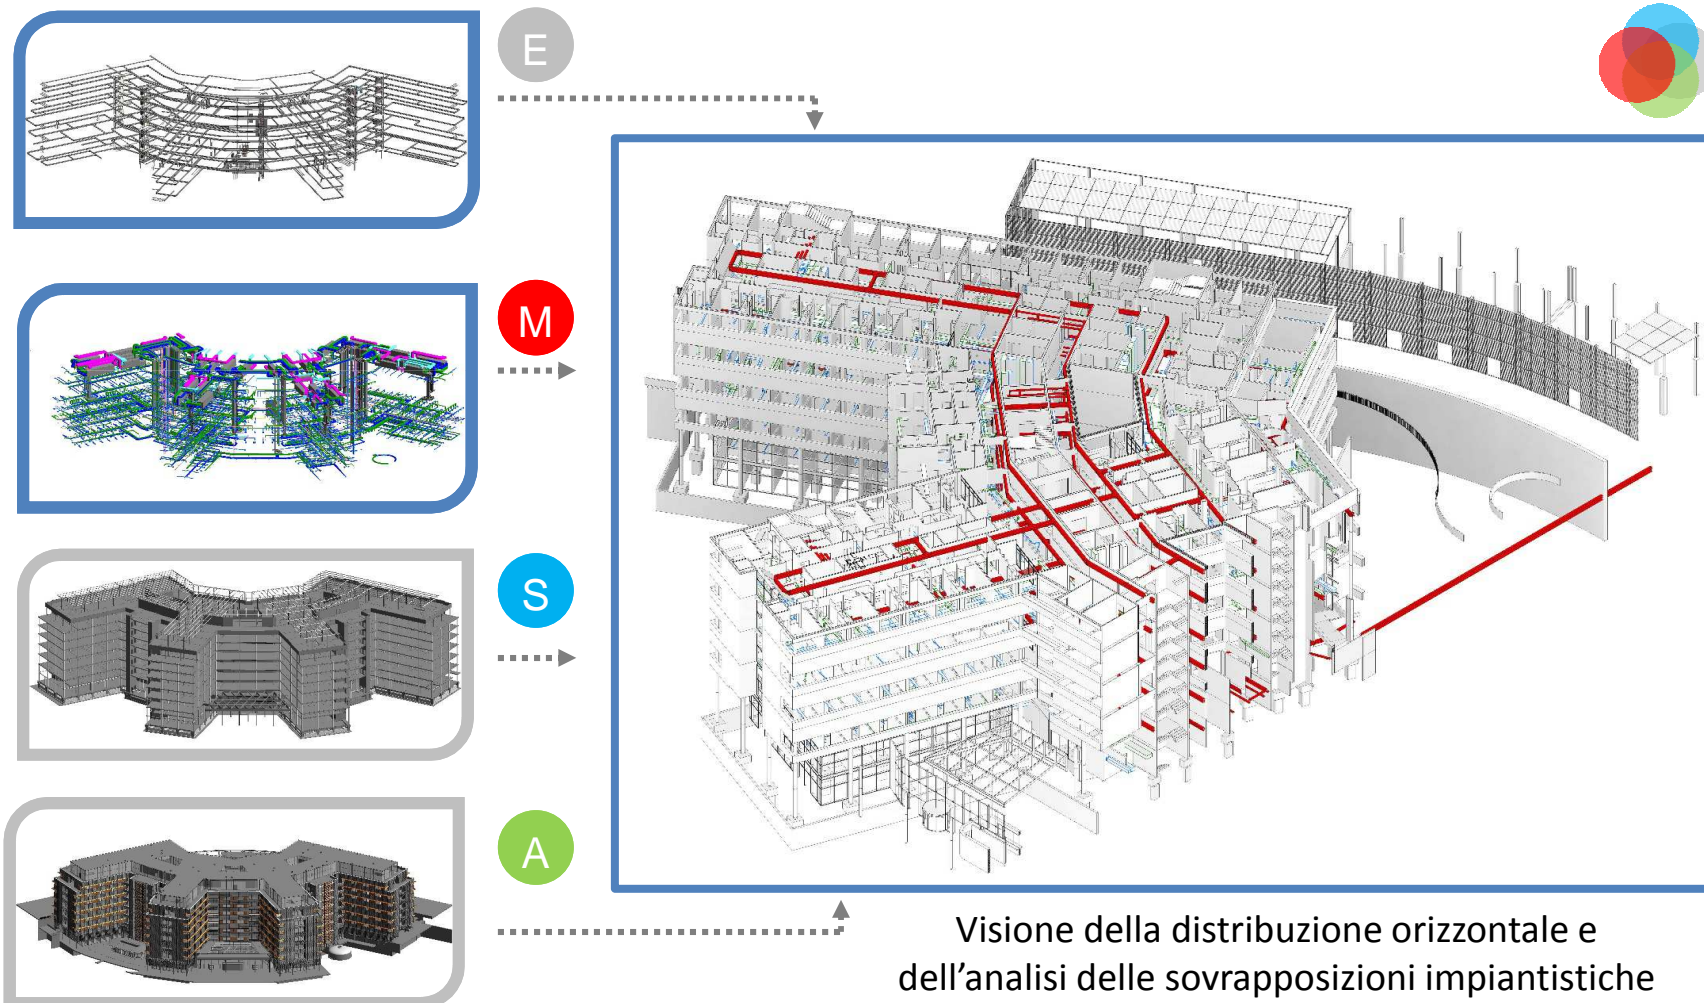 E
M
S
A
Visione della distribuzione orizzontale e
dell’analisi delle sovrapposizioni impiantistiche